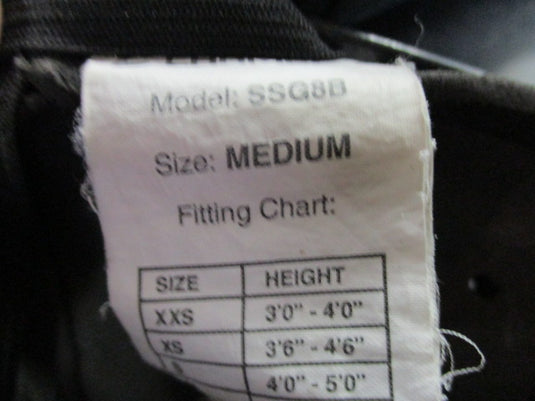 Model: SSG8B
Size: MEDIUM
Fitting Chart:
SIZE HEIGHT
XXS 3'0" - 4'0"
XS 3'6" - 4'6"
S 4'0" - 5'0"